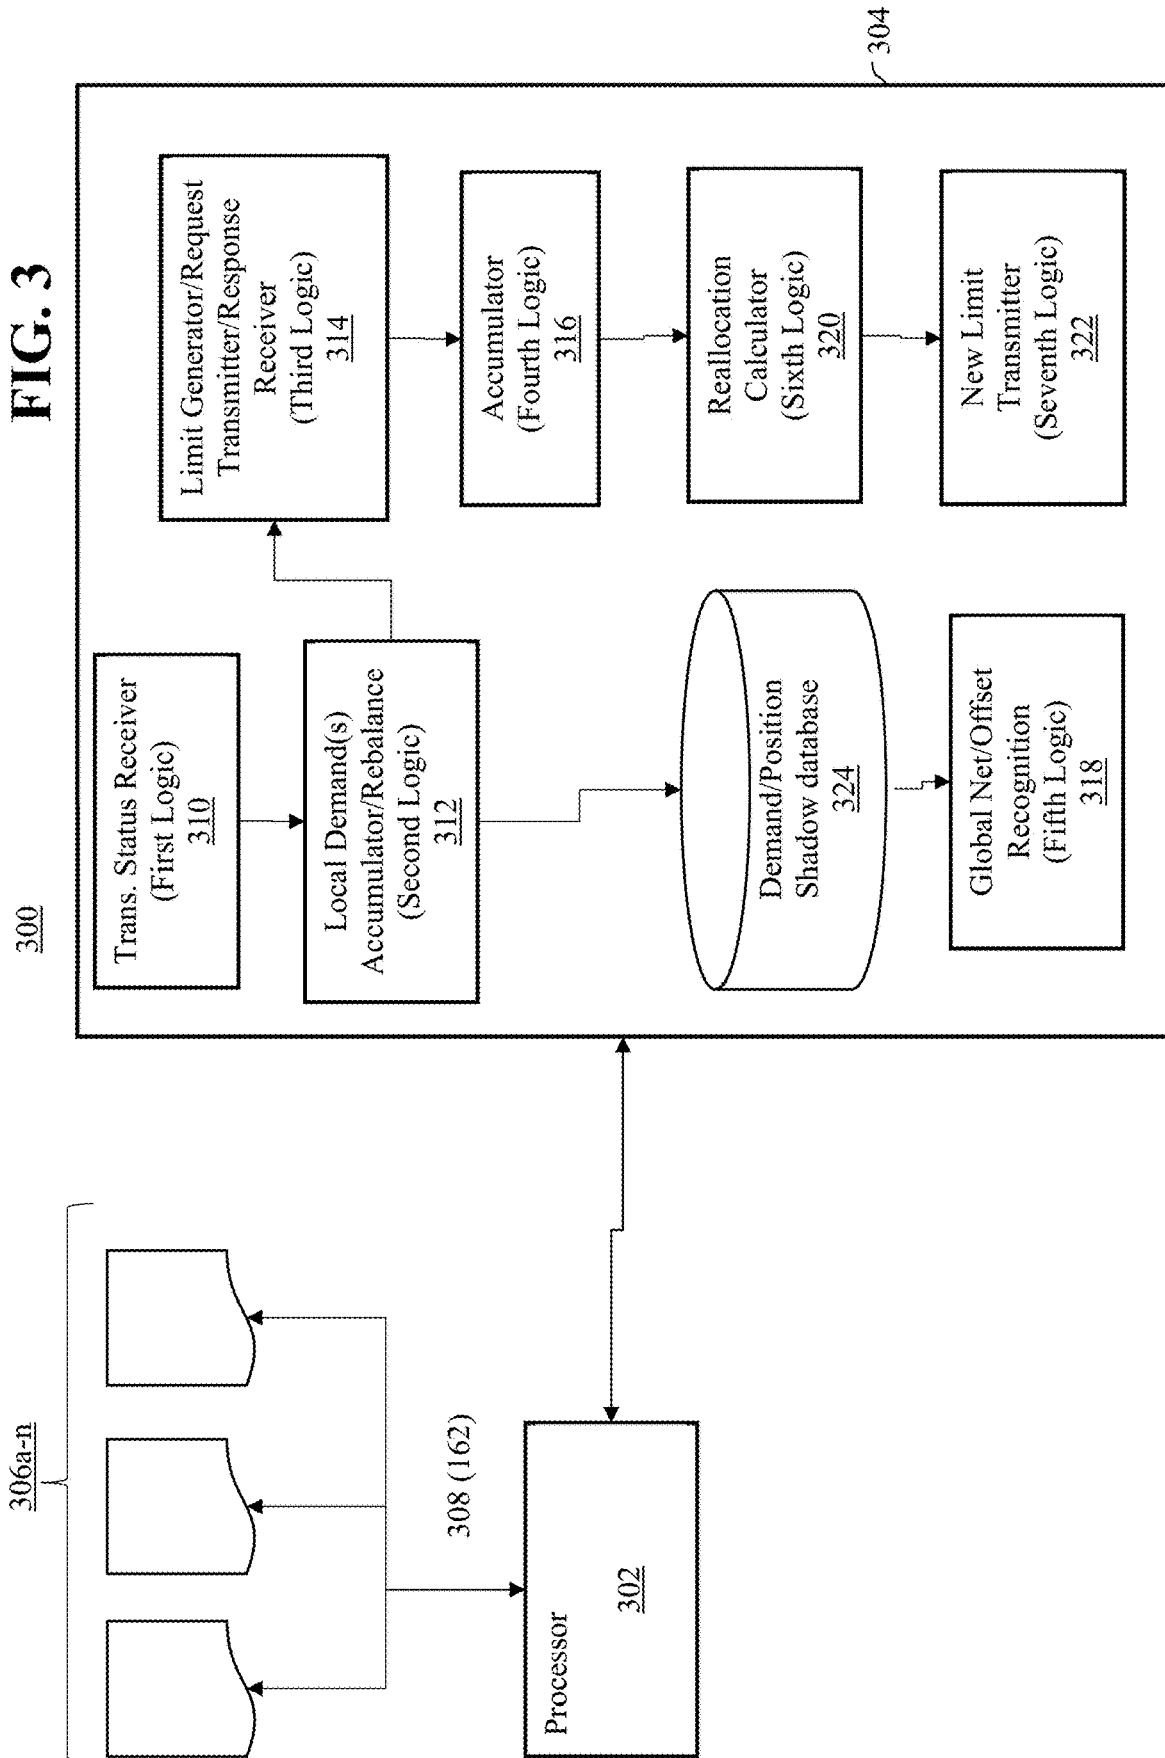 FIG. 3
300
306a-n
308 (162)
Processor
302
304
Trans. Status Receiver
(First Logic)
310
Local Demand(s)
Accumulator/Rebalance
(Second Logic)
312
Limit Generator/Request
Transmitter/Response
Receiver
(Third Logic)
314
Accumulator
(Fourth Logic)
316
Demand/Position
Shadow database
324
Reallocation
Calculator
(Sixth Logic)
320
Global Net/Offset
Recognition
(Fifth Logic)
318
New Limit
Transmitter
(Seventh Logic)
322